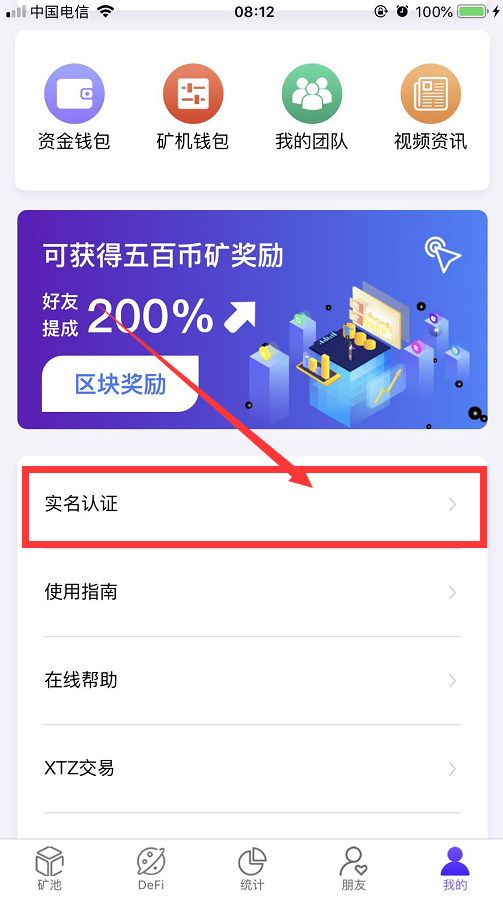 中国电信 08:12 100%
资金钱包 矿机钱包 我的团队 视频资讯
可获得五百币矿奖励
好友
提成 200%
区块奖励
实名认证
使用指南
在线帮助
XTZ交易
矿池 DeFi 统计 朋友 我的